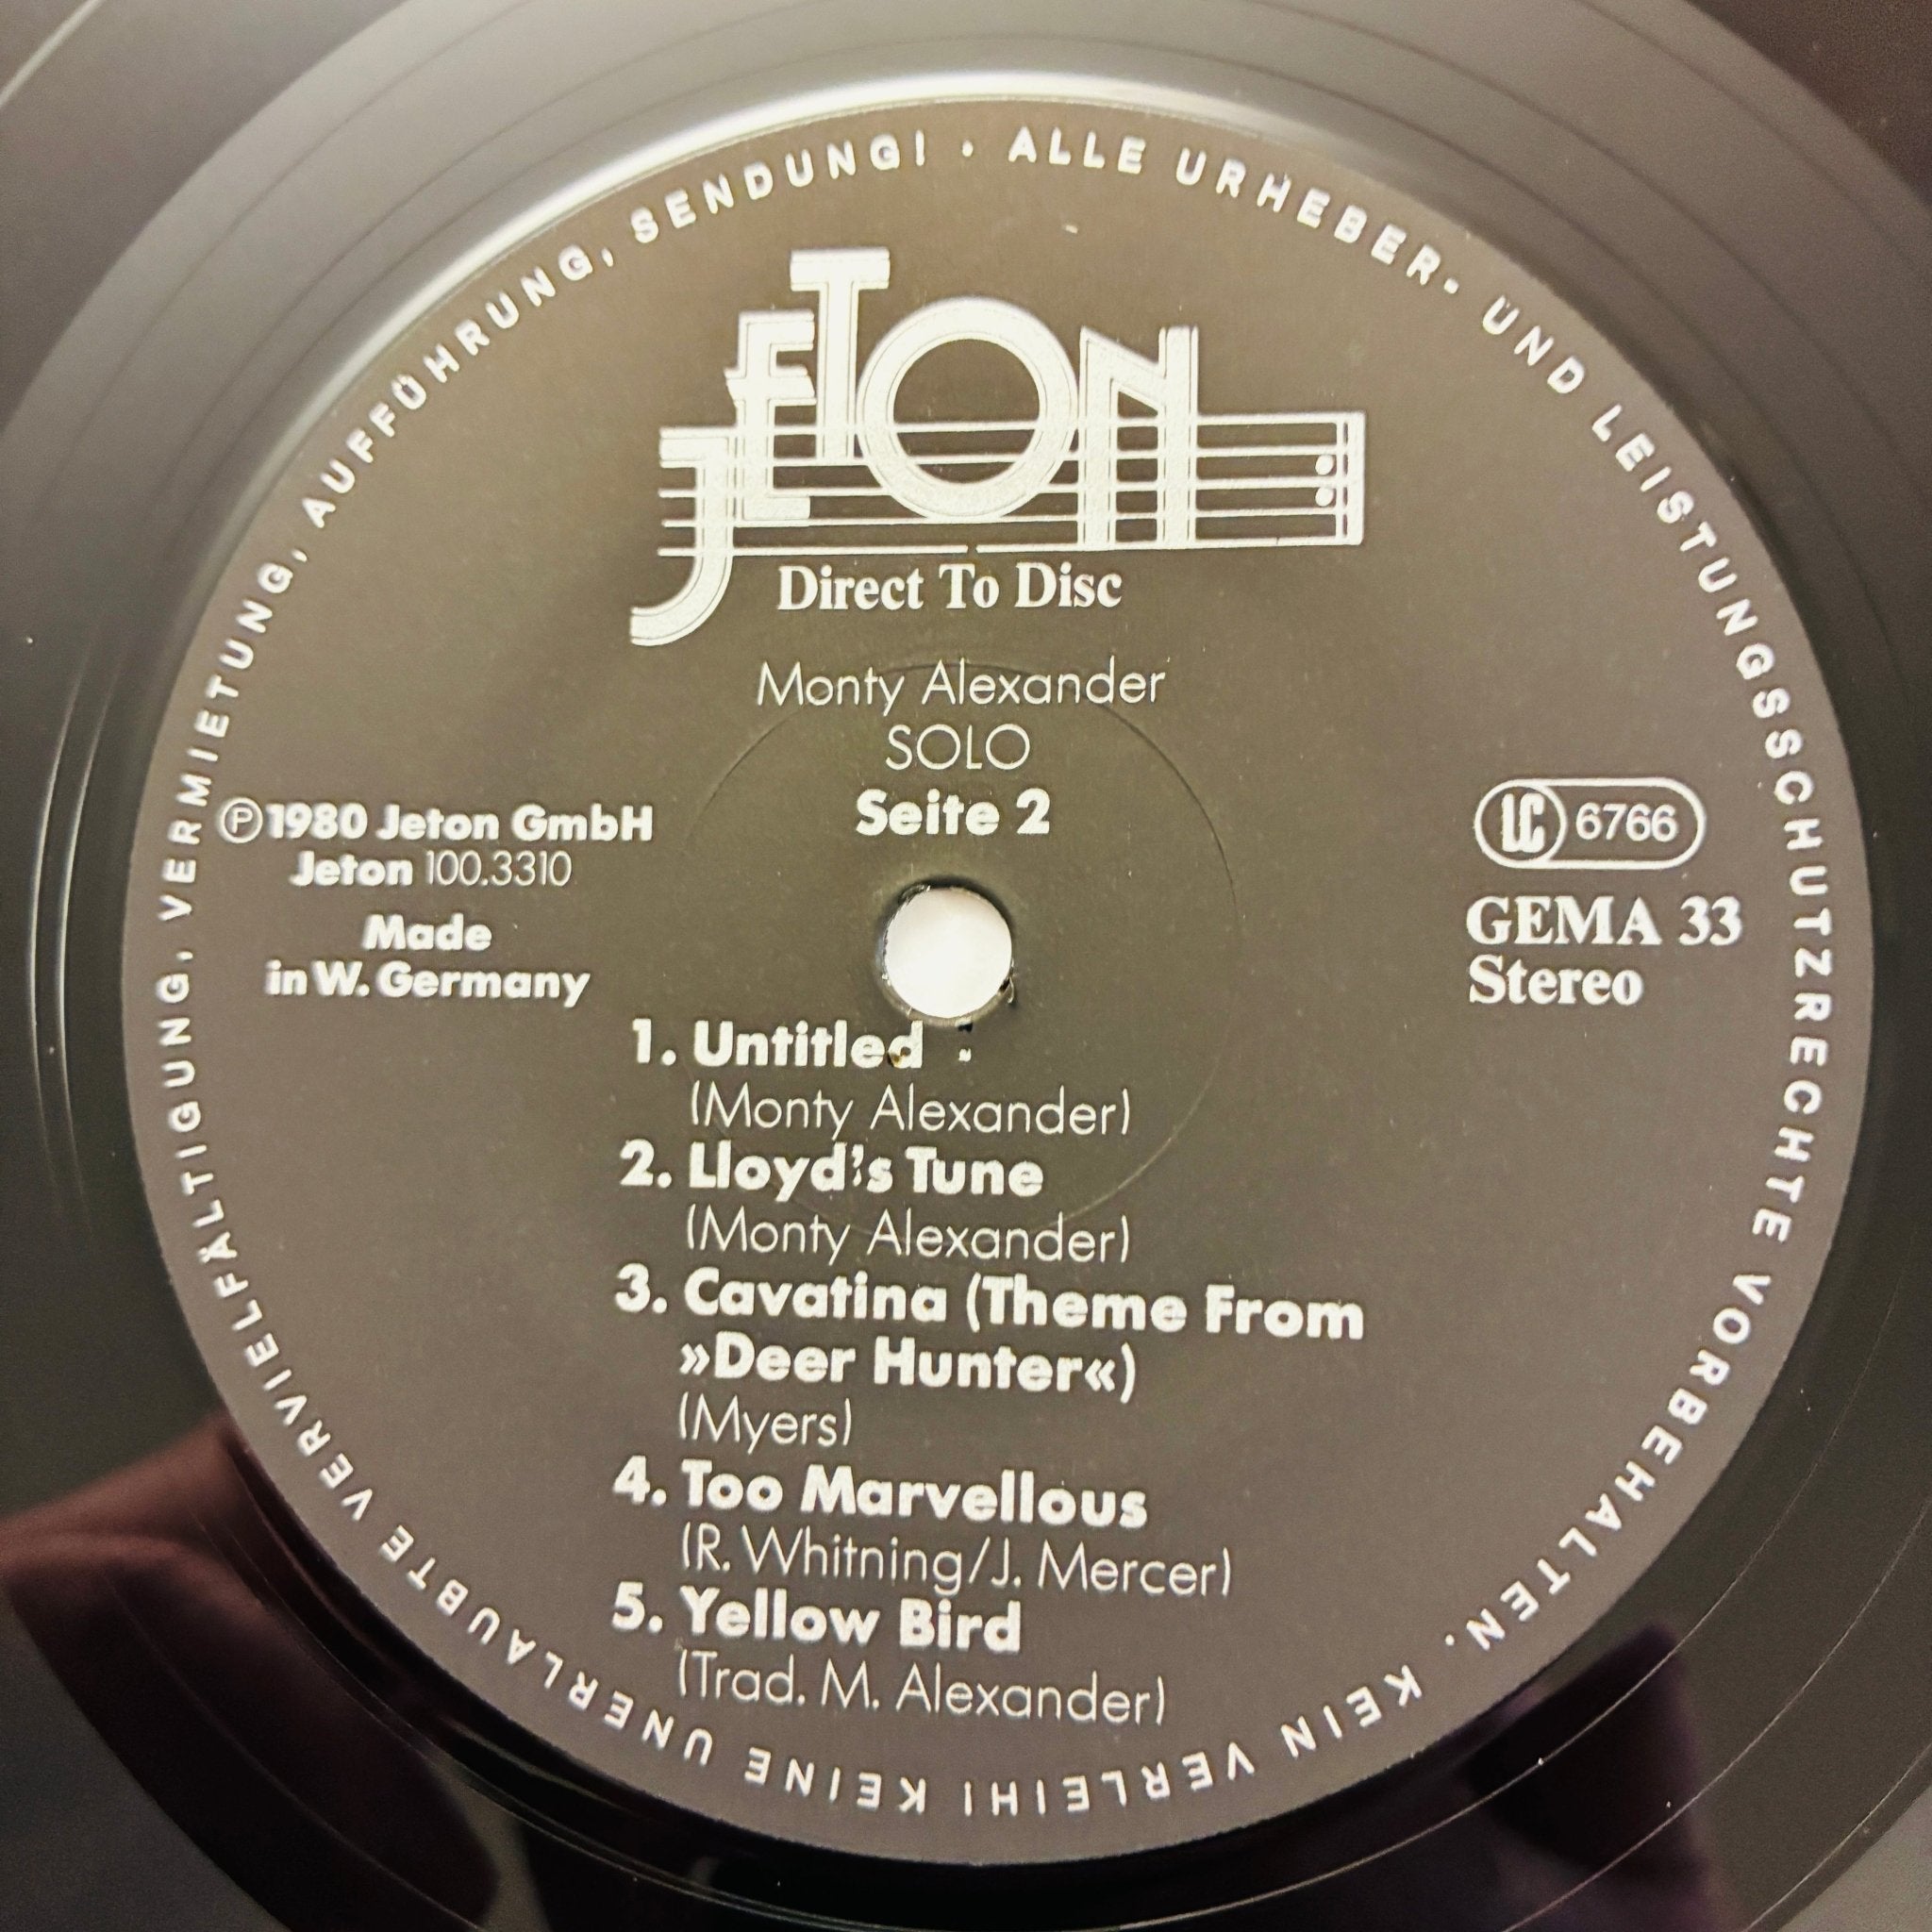 ALLE URHEBER- UND LEISTUNGSSCHUTZRECHTE VORBEHALTEN. KEIN VERLEIH! KEINE UNERLAUBTE VERVIELFÄLTIGUNG, VERMIETUNG, AUFFÜHRUNG, SENDUNG! •
JETON
Direct To Disc
Monty Alexander
SOLO
Seite 2
Ⓟ1980 Jeton GmbH
Jeton 100.3310
Made
in W. Germany
LC 6766
GEMA 33
Stereo
1. Untitled
(Monty Alexander)
2. Lloyd's Tune
(Monty Alexander)
3. Cavatina (Theme From
»Deer Hunter«)
(Myers)
4. Too Marvellous
(R. Whitning/J. Mercer)
5. Yellow Bird
(Trad. M. Alexander)